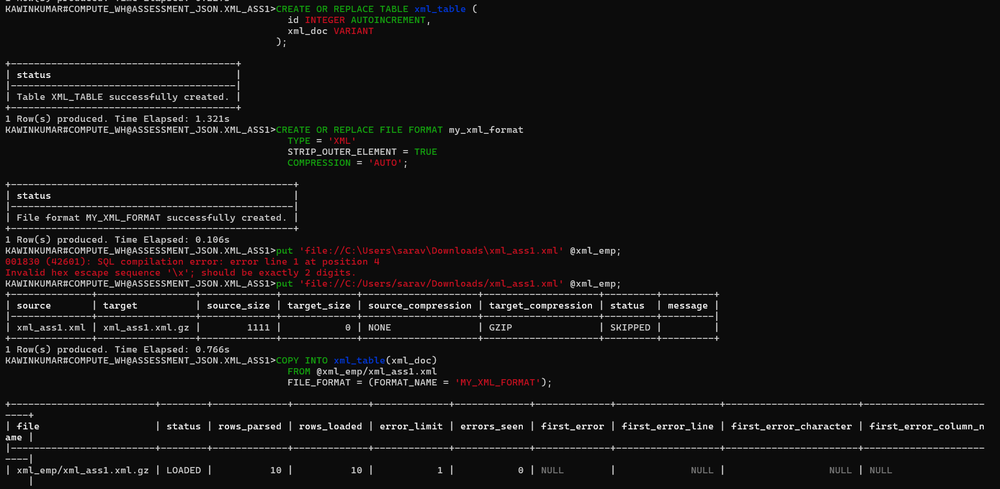 KAWINKUMAR#COMPUTE_WH@ASSESSMENT_JSON.XML_ASS1>CREATE OR REPLACE TABLE xml_table (
id INTEGER AUTOINCREMENT,
xml_doc VARIANT
);
+---------------------------------------+
| status                                |
|---------------------------------------|
| Table XML_TABLE successfully created. |
+---------------------------------------+
1 Row(s) produced. Time Elapsed: 1.321s
KAWINKUMAR#COMPUTE_WH@ASSESSMENT_JSON.XML_ASS1>CREATE OR REPLACE FILE FORMAT my_xml_format
TYPE = 'XML'
STRIP_OUTER_ELEMENT = TRUE
COMPRESSION = 'AUTO';
+-------------------------------------------------+
| status                                          |
|-------------------------------------------------|
| File format MY_XML_FORMAT successfully created. |
+-------------------------------------------------+
1 Row(s) produced. Time Elapsed: 0.106s
KAWINKUMAR#COMPUTE_WH@ASSESSMENT_JSON.XML_ASS1>put 'file://C:\Users\sarav\Downloads\xml_ass1.xml' @xml_emp;
001830 (42601): SQL compilation error: error line 1 at position 4
Invalid hex escape sequence '\x'; should be exactly 2 digits.
KAWINKUMAR#COMPUTE_WH@ASSESSMENT_JSON.XML_ASS1>put 'file://C:/Users/sarav/Downloads/xml_ass1.xml' @xml_emp;
+--------------+-----------------+-------------+-------------+--------------------+--------------------+---------+---------+
| source       | target          | source_size | target_size | source_compression | target_compression | status  | message |
|--------------+-----------------+-------------+-------------+--------------------+--------------------+---------+---------|
| xml_ass1.xml | xml_ass1.xml.gz |        1111 |           0 | NONE               | GZIP               | SKIPPED |         |
+--------------+-----------------+-------------+-------------+--------------------+--------------------+---------+---------+
1 Row(s) produced. Time Elapsed: 0.766s
KAWINKUMAR#COMPUTE_WH@ASSESSMENT_JSON.XML_ASS1>COPY INTO xml_table(xml_doc)
FROM @xml_emp/xml_ass1.xml
FILE_FORMAT = (FORMAT_NAME = 'MY_XML_FORMAT');
+-------------------------+--------+-------------+-------------+-------------+-------------+-------------+------------------+-----------------------+---------------------
----+
| file                    | status | rows_parsed | rows_loaded | error_limit | errors_seen | first_error | first_error_line | first_error_character | first_error_column_n
ame |
|-------------------------+--------+-------------+-------------+-------------+-------------+-------------+------------------+-----------------------+---------------------
----|
| xml_emp/xml_ass1.xml.gz | LOADED |          10 |          10 |           1 |           0 | NULL        |             NULL |                  NULL | NULL
|